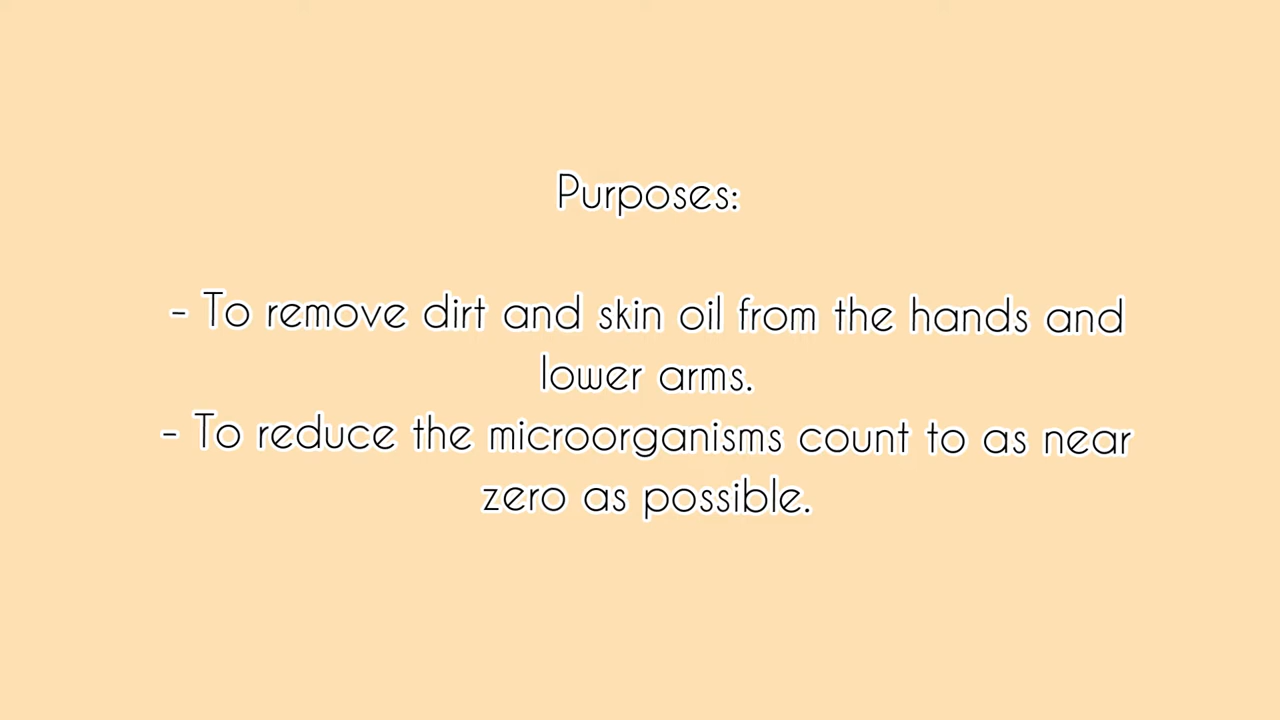 Purposes:
- To remove dirt and skin oil from the hands and
lower arms.
- To reduce the microorganisms count to as near
zero as possible.